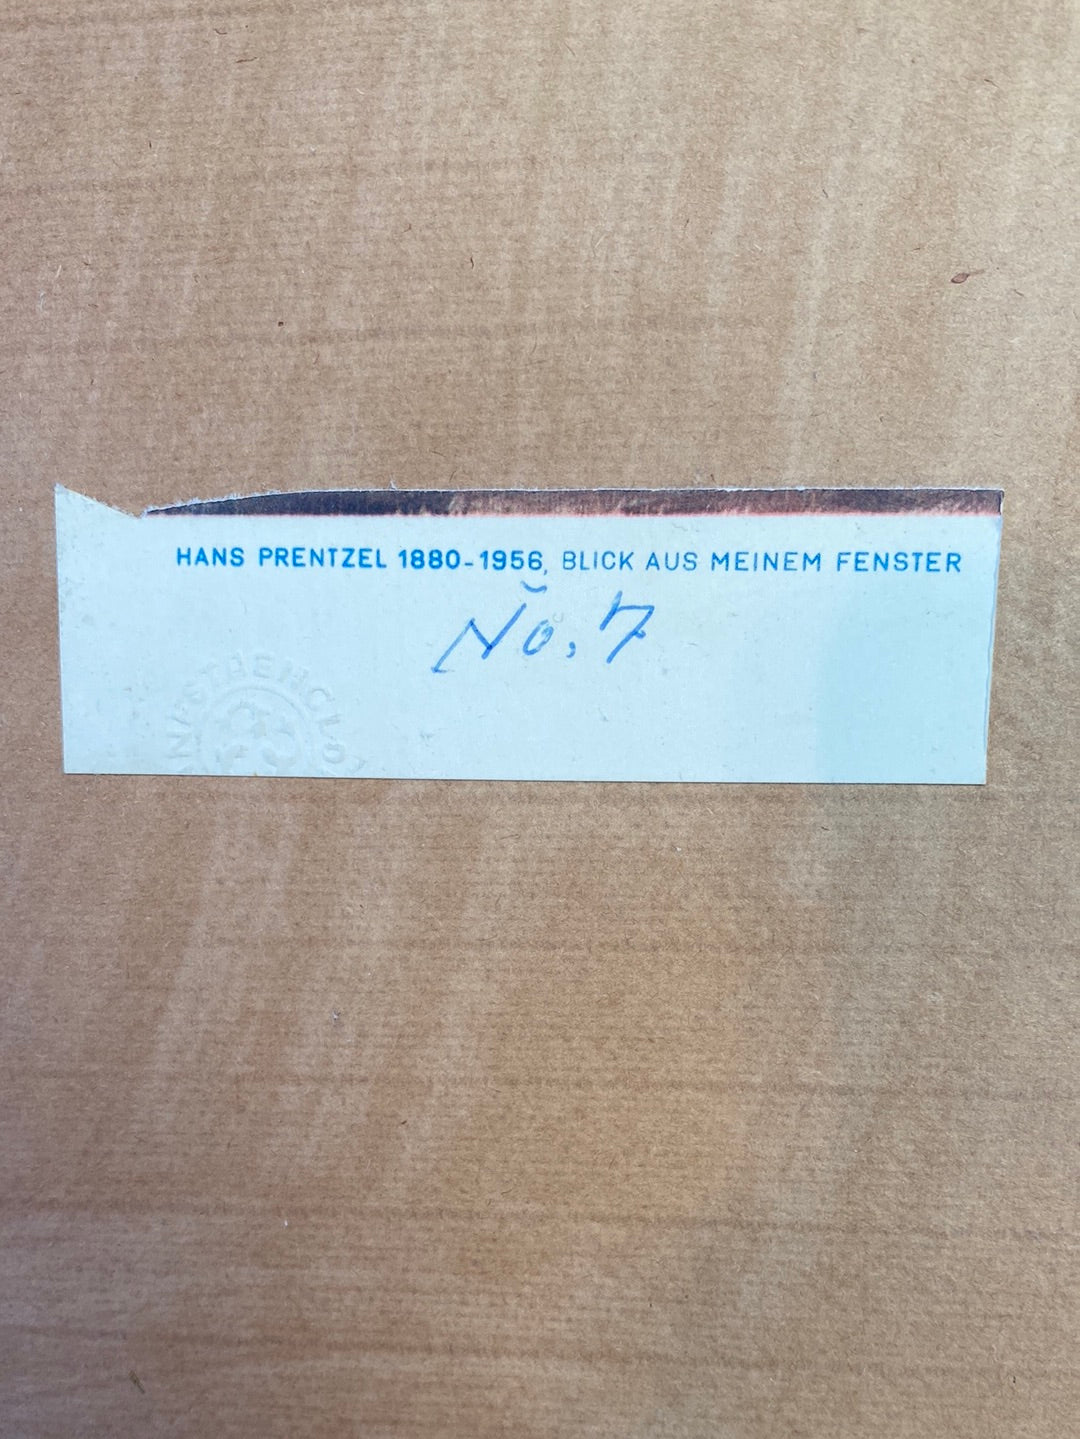 HANS PRENTZEL 1880-1956, BLICK AUS MEINEM FENSTER
No. 7